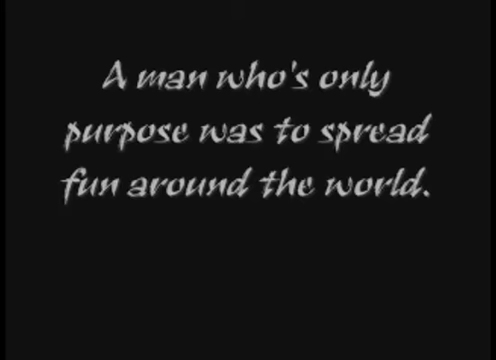 A man who's only
purpose was to spread
fun around the world.